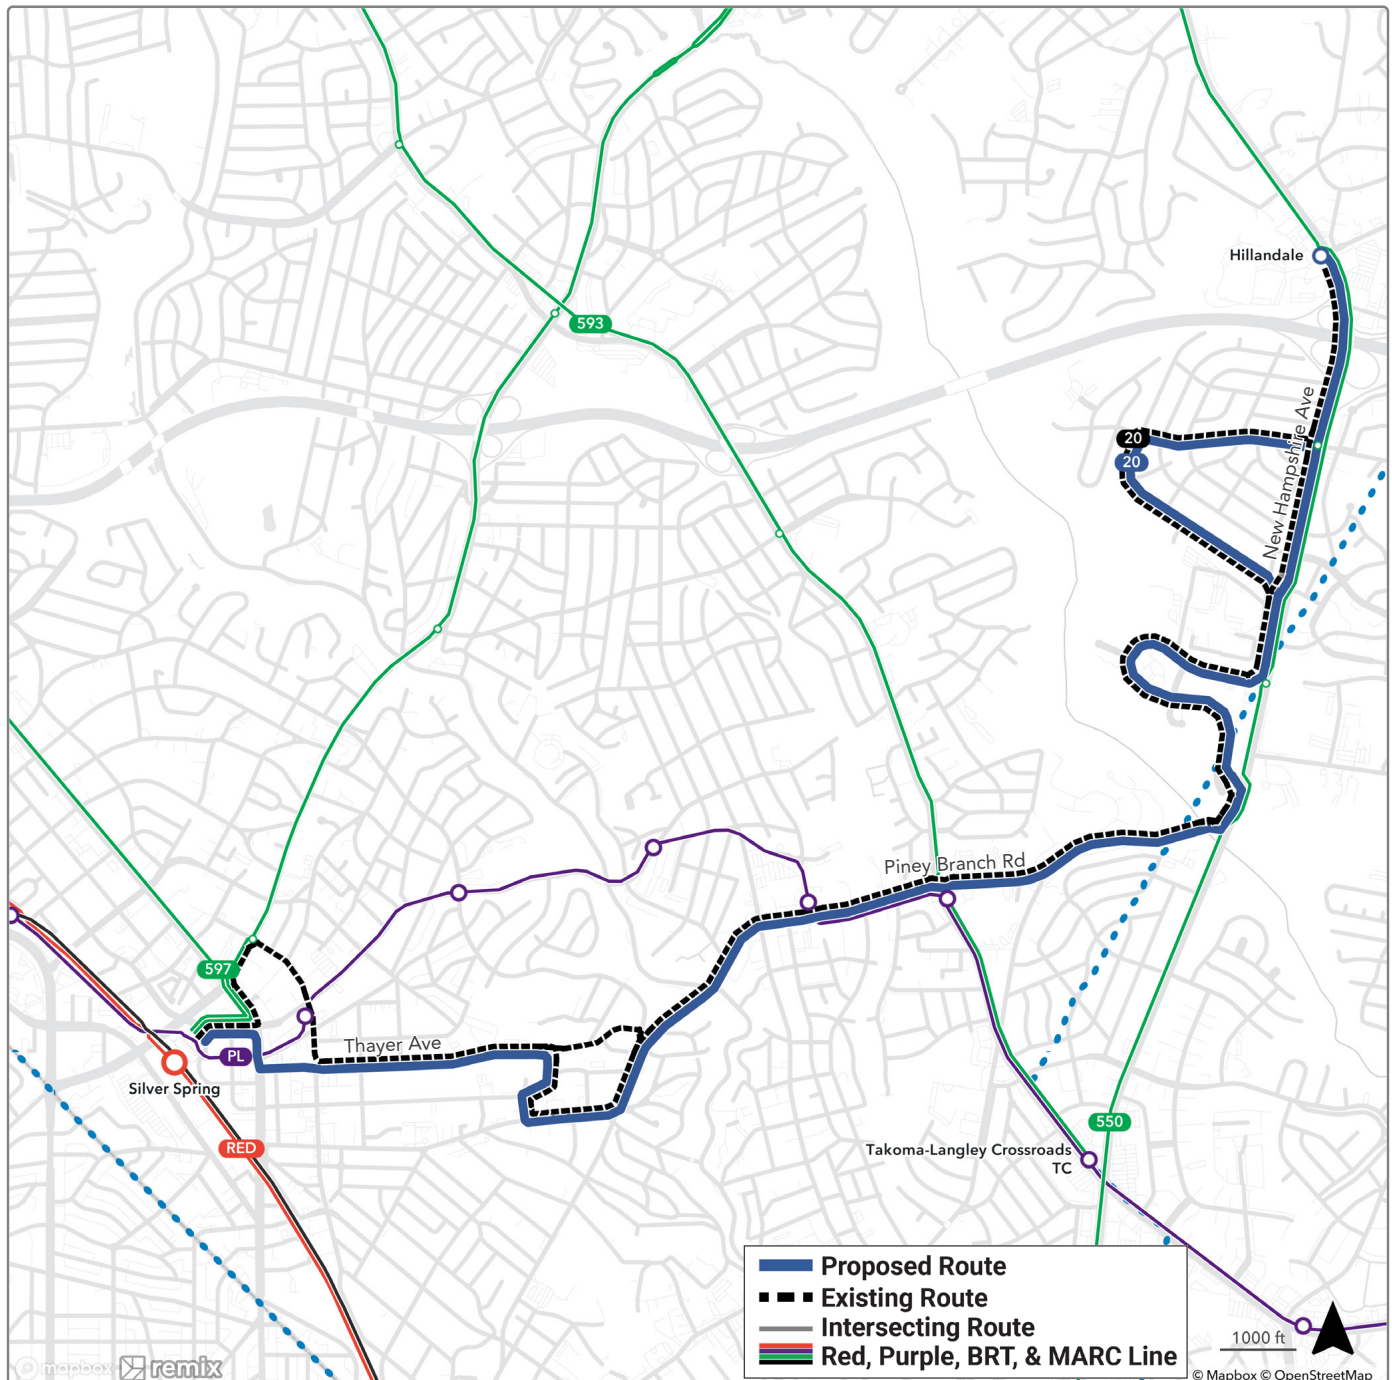 Hillandale
593
New Hampshire Ave
20
20
Piney Branch Rd
597
Thayer Ave
PL
Silver Spring
RED
550
Takoma-Langley Crossroads
TC
Proposed Route
Existing Route
Intersecting Route
Red, Purple, BRT, & MARC Line
1000 ft
mapbox remix
© Mapbox © OpenStreetMap